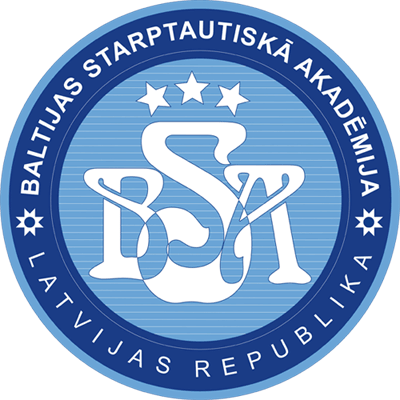 BALTIJAS STARPTAUTISKĀ AKADĒMIJA
BSA
LATVIJAS REPUBLIKA